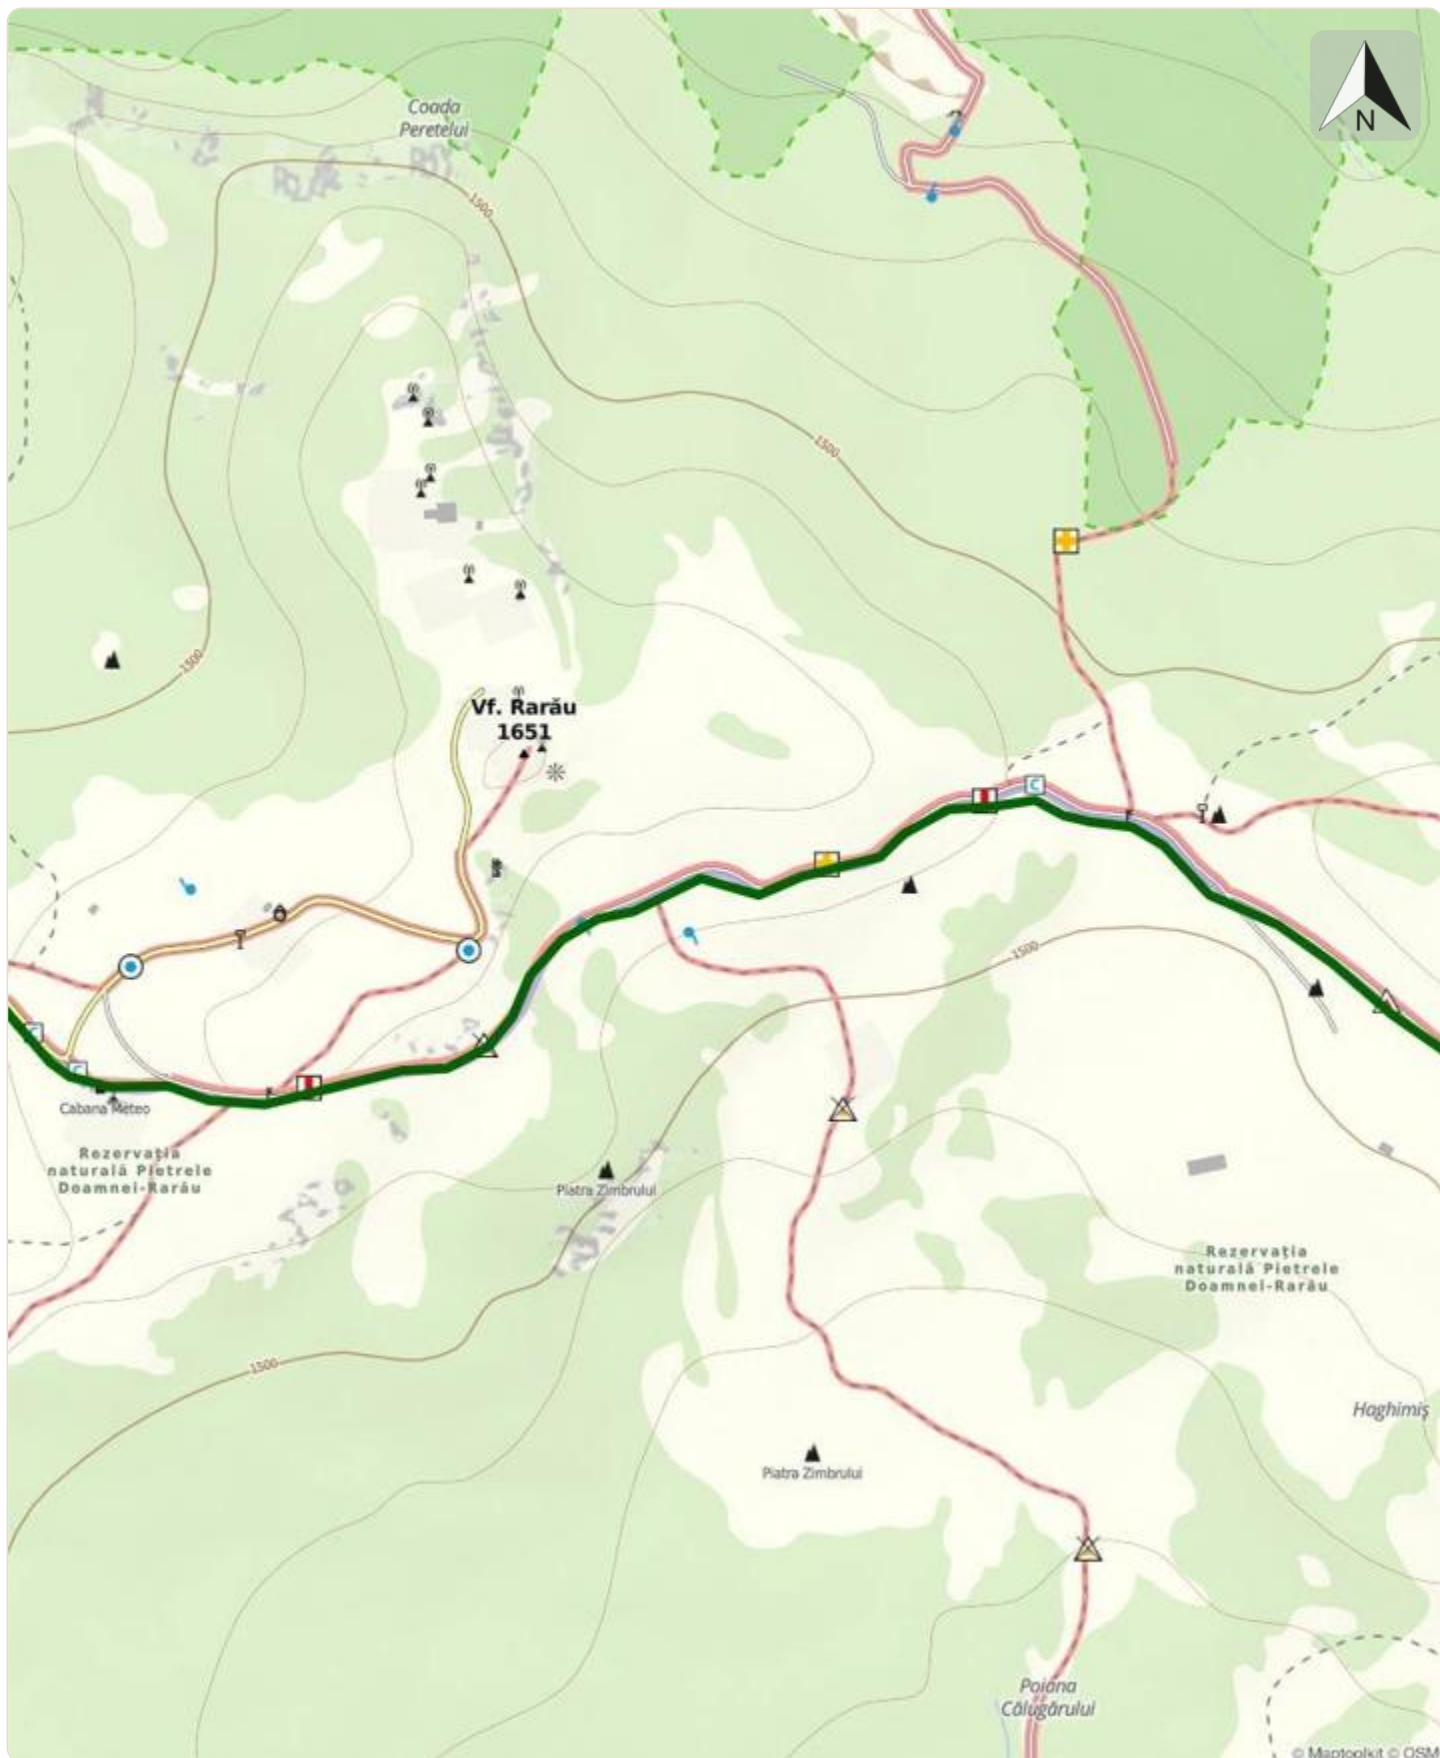 N
Coada
Peretelui
1500
1500
1500
Vf. Rarău
1651
1500
Cabana Meteo
Rezervația
naturală Pietrele
Doamnei-Rarău
Piatra Zimbrului
Rezervația
naturală Pietrele
Doamnei-Rarău
1500
Haghimiș
Piatra Zimbrului
Poiana
Călugărului
C
C
C
© Maptoolkit © OSM